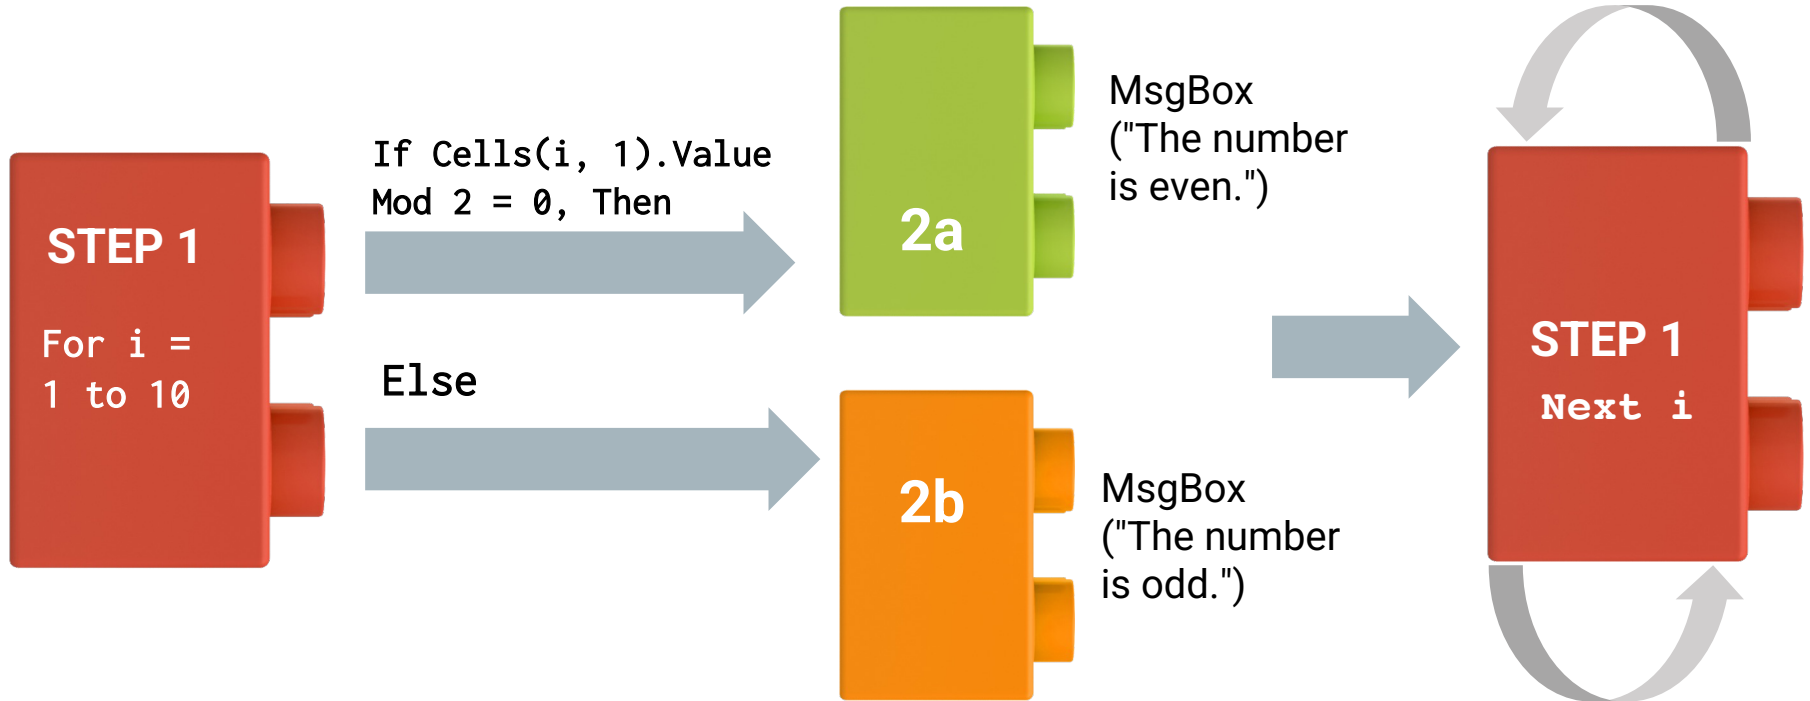 STEP 1
For i =
1 to 10
If Cells(i, 1).Value
Mod 2 = 0, Then
Else
2a
MsgBox
("The number
is even.")
2b
MsgBox
("The number
is odd.")
STEP 1
Next i